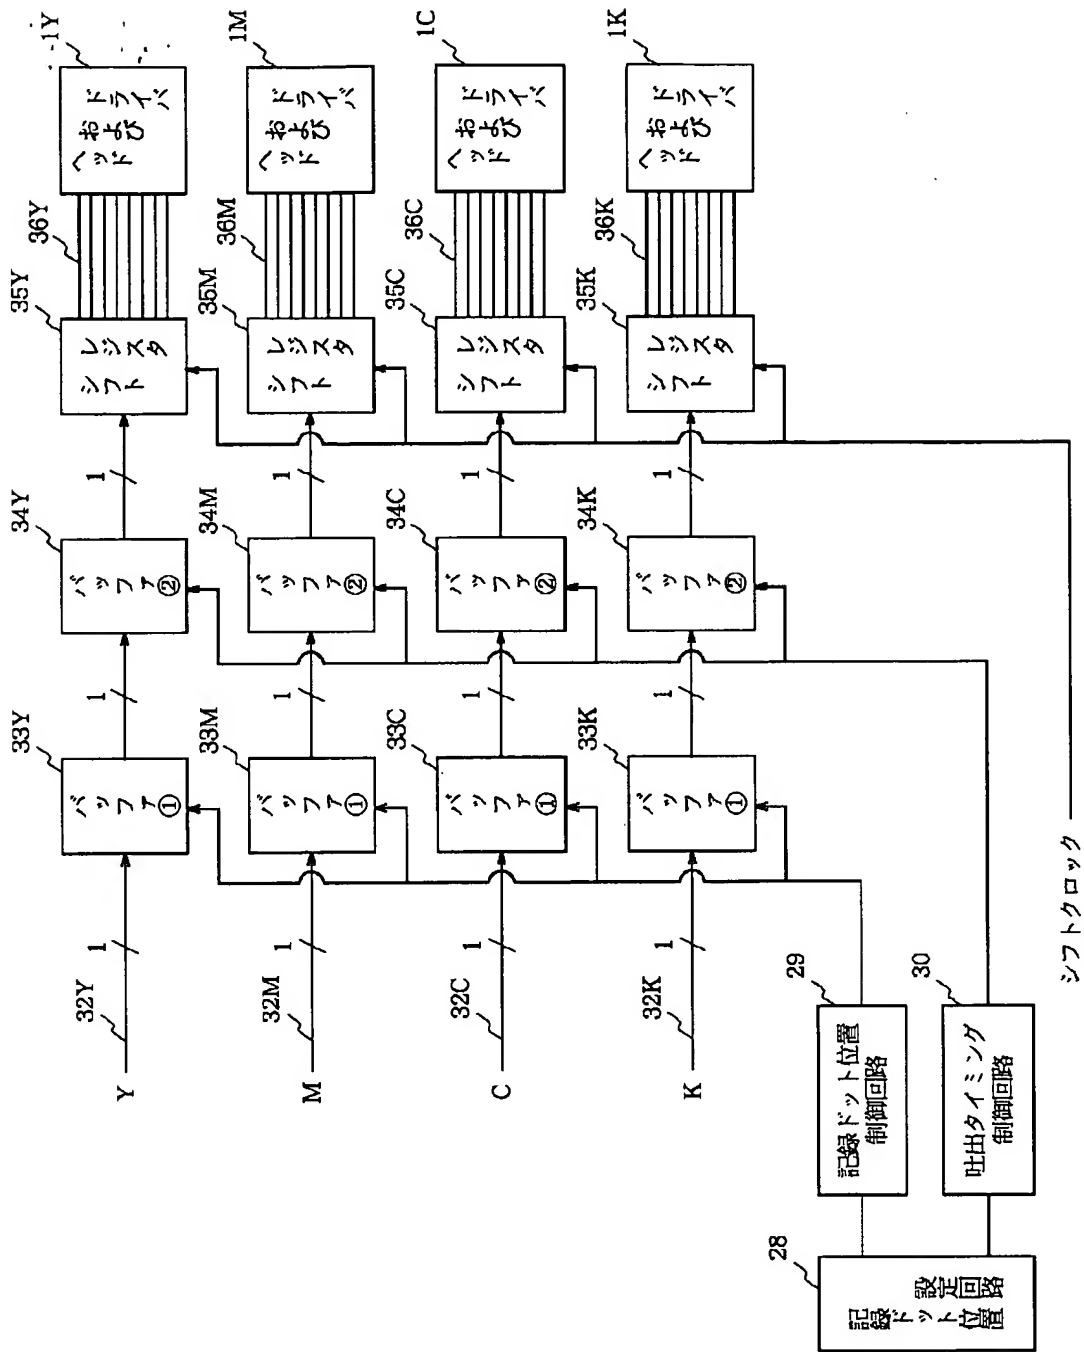 1Y
1M
1C
1K
ヘッド
および
ドライバ
ヘッド
および
ドライバ
ヘッド
および
ドライバ
ヘッド
および
ドライバ
36Y
36M
36C
36K
35Y
35M
35C
35K
シフト
レジスタ
シフト
レジスタ
シフト
レジスタ
シフト
レジスタ
1
1
1
1
34Y
34M
34C
34K
バッ
ファ②
バッ
ファ②
バッ
ファ②
バッ
ファ②
1
1
1
1
33Y
33M
33C
33K
バッ
ファ①
バッ
ファ①
バッ
ファ①
バッ
ファ①
1
1
1
1
32Y
32M
32C
32K
Y
M
C
K
29
記録ドット位置
制御回路
30
吐出タイミング
制御回路
28
記録ドット位置
設定回路
シフトクロック